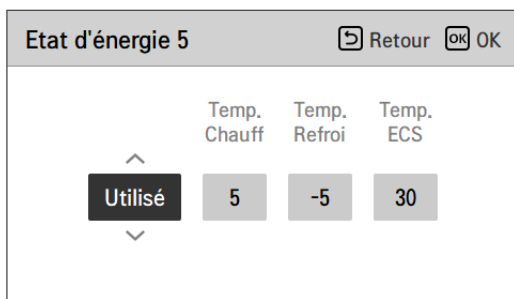 Etat d'énergie 5 Retour OK OK
Temp. Temp. Temp.
Chauff Refroi ECS
Utilisé 5 -5 30